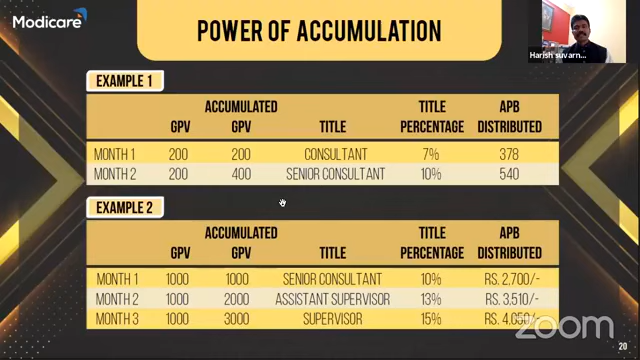 Modicare
POWER OF ACCUMULATION
Harish suvarn...
EXAMPLE 1
GPV ACCUMULATED GPV TITLE TITLE PERCENTAGE APB DISTRIBUTED
MONTH 1 200 200 CONSULTANT 7% 378
MONTH 2 200 400 SENIOR CONSULTANT 10% 540
EXAMPLE 2
GPV ACCUMULATED GPV TITLE TITLE PERCENTAGE APB DISTRIBUTED
MONTH 1 1000 1000 SENIOR CONSULTANT 10% RS. 2,700/-
MONTH 2 1000 2000 ASSISTANT SUPERVISOR 13% RS. 3,510/-
MONTH 3 1000 3000 SUPERVISOR 15% RS. 4,050/-
zoom
20